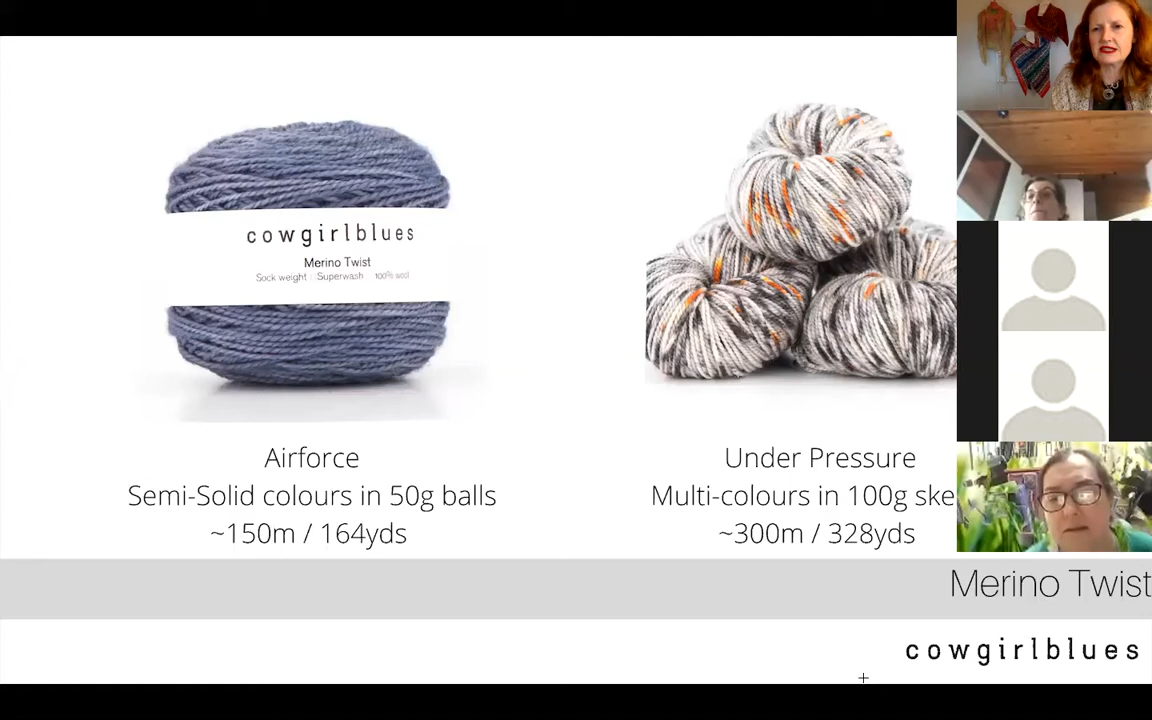 cowgirlblues
Merino Twist
Sock weight Superwash 100% wool
Airforce
Semi-Solid colours in 50g balls
~150m / 164yds
Under Pressure
Multi-colours in 100g ske
~300m / 328yds
Merino Twist
cowgirlblues